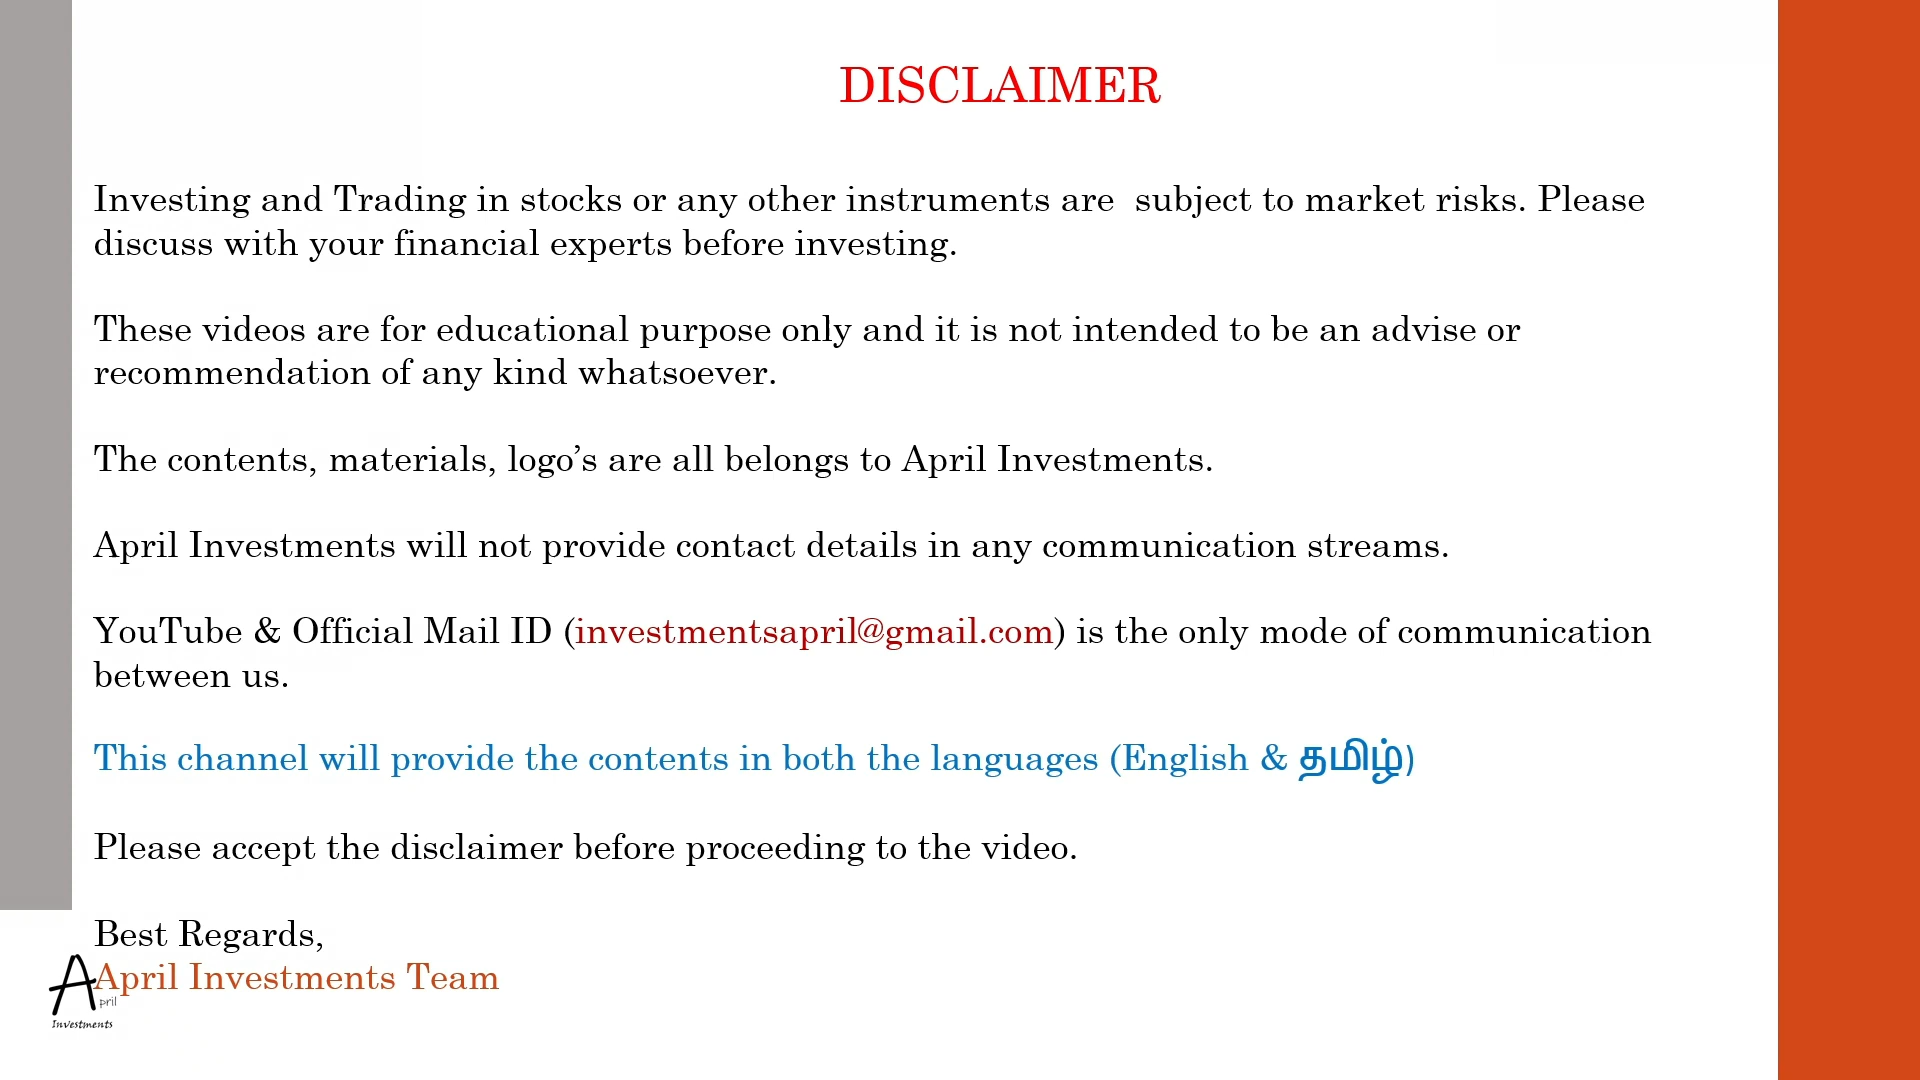 DISCLAIMER
Investing and Trading in stocks or any other instruments are  subject to market risks. Please
discuss with your financial experts before investing.
These videos are for educational purpose only and it is not intended to be an advise or
recommendation of any kind whatsoever.
The contents, materials, logo’s are all belongs to April Investments.
April Investments will not provide contact details in any communication streams.
YouTube & Official Mail ID (investmentsapril@gmail.com) is the only mode of communication
between us.
This channel will provide the contents in both the languages (English & தமிழ்)
Please accept the disclaimer before proceeding to the video.
Best Regards,
April Investments Team
April
Investments